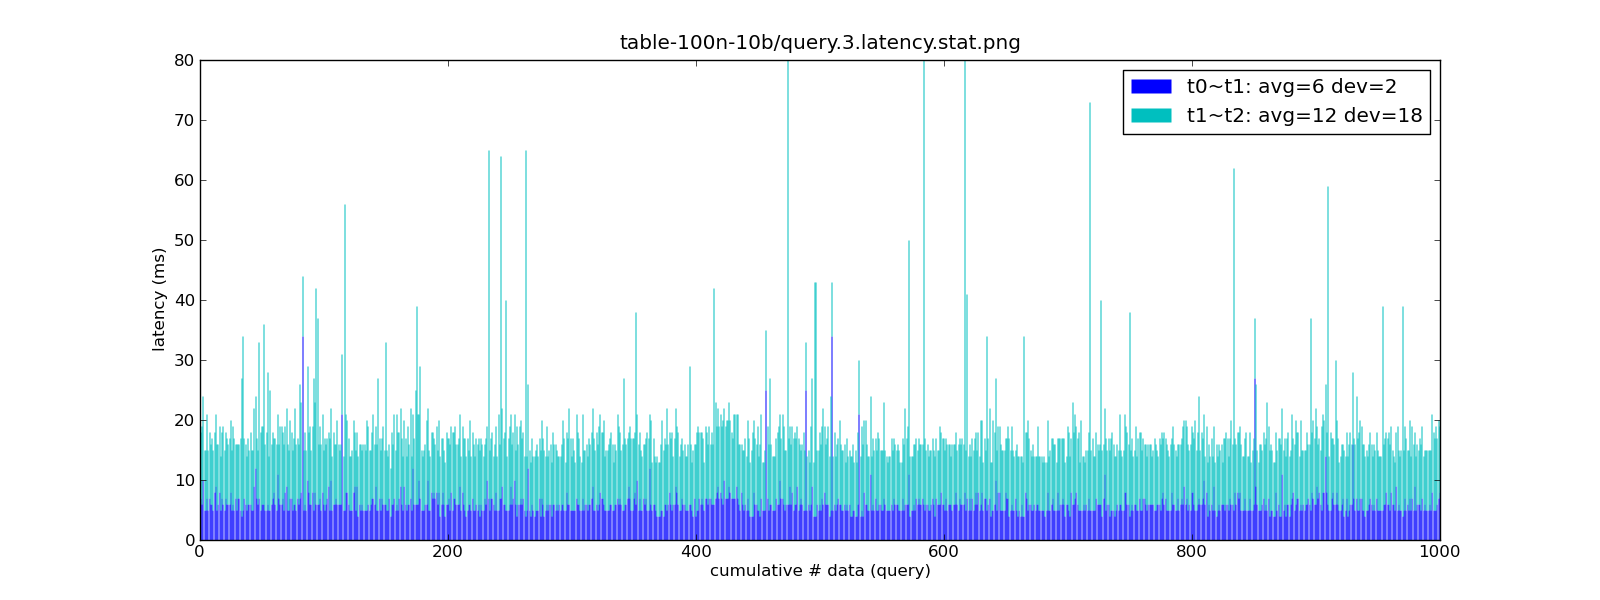 table-100n-10b/query.3.latency.stat.png
t0~t1: avg=6 dev=2
t1~t2: avg=12 dev=18
latency (ms)
80
70
60
50
40
30
20
10
0
0 200 400 600 800 1000
cumulative # data (query)